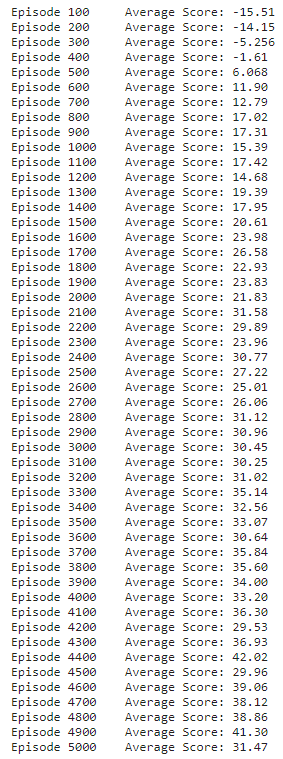 Episode 100	Average Score: -15.51
Episode 200	Average Score: -14.15
Episode 300	Average Score: -5.256
Episode 400	Average Score: -1.61
Episode 500	Average Score: 6.068
Episode 600	Average Score: 11.90
Episode 700	Average Score: 12.79
Episode 800	Average Score: 17.02
Episode 900	Average Score: 17.31
Episode 1000	Average Score: 15.39
Episode 1100	Average Score: 17.42
Episode 1200	Average Score: 14.68
Episode 1300	Average Score: 19.39
Episode 1400	Average Score: 17.95
Episode 1500	Average Score: 20.61
Episode 1600	Average Score: 23.98
Episode 1700	Average Score: 26.58
Episode 1800	Average Score: 22.93
Episode 1900	Average Score: 23.83
Episode 2000	Average Score: 21.83
Episode 2100	Average Score: 31.58
Episode 2200	Average Score: 29.89
Episode 2300	Average Score: 23.96
Episode 2400	Average Score: 30.77
Episode 2500	Average Score: 27.22
Episode 2600	Average Score: 25.01
Episode 2700	Average Score: 26.06
Episode 2800	Average Score: 31.12
Episode 2900	Average Score: 30.96
Episode 3000	Average Score: 30.45
Episode 3100	Average Score: 30.25
Episode 3200	Average Score: 31.02
Episode 3300	Average Score: 35.14
Episode 3400	Average Score: 32.56
Episode 3500	Average Score: 33.07
Episode 3600	Average Score: 30.64
Episode 3700	Average Score: 35.84
Episode 3800	Average Score: 35.60
Episode 3900	Average Score: 34.00
Episode 4000	Average Score: 33.20
Episode 4100	Average Score: 36.30
Episode 4200	Average Score: 29.53
Episode 4300	Average Score: 36.93
Episode 4400	Average Score: 42.02
Episode 4500	Average Score: 29.96
Episode 4600	Average Score: 39.06
Episode 4700	Average Score: 38.12
Episode 4800	Average Score: 38.86
Episode 4900	Average Score: 41.30
Episode 5000	Average Score: 31.47